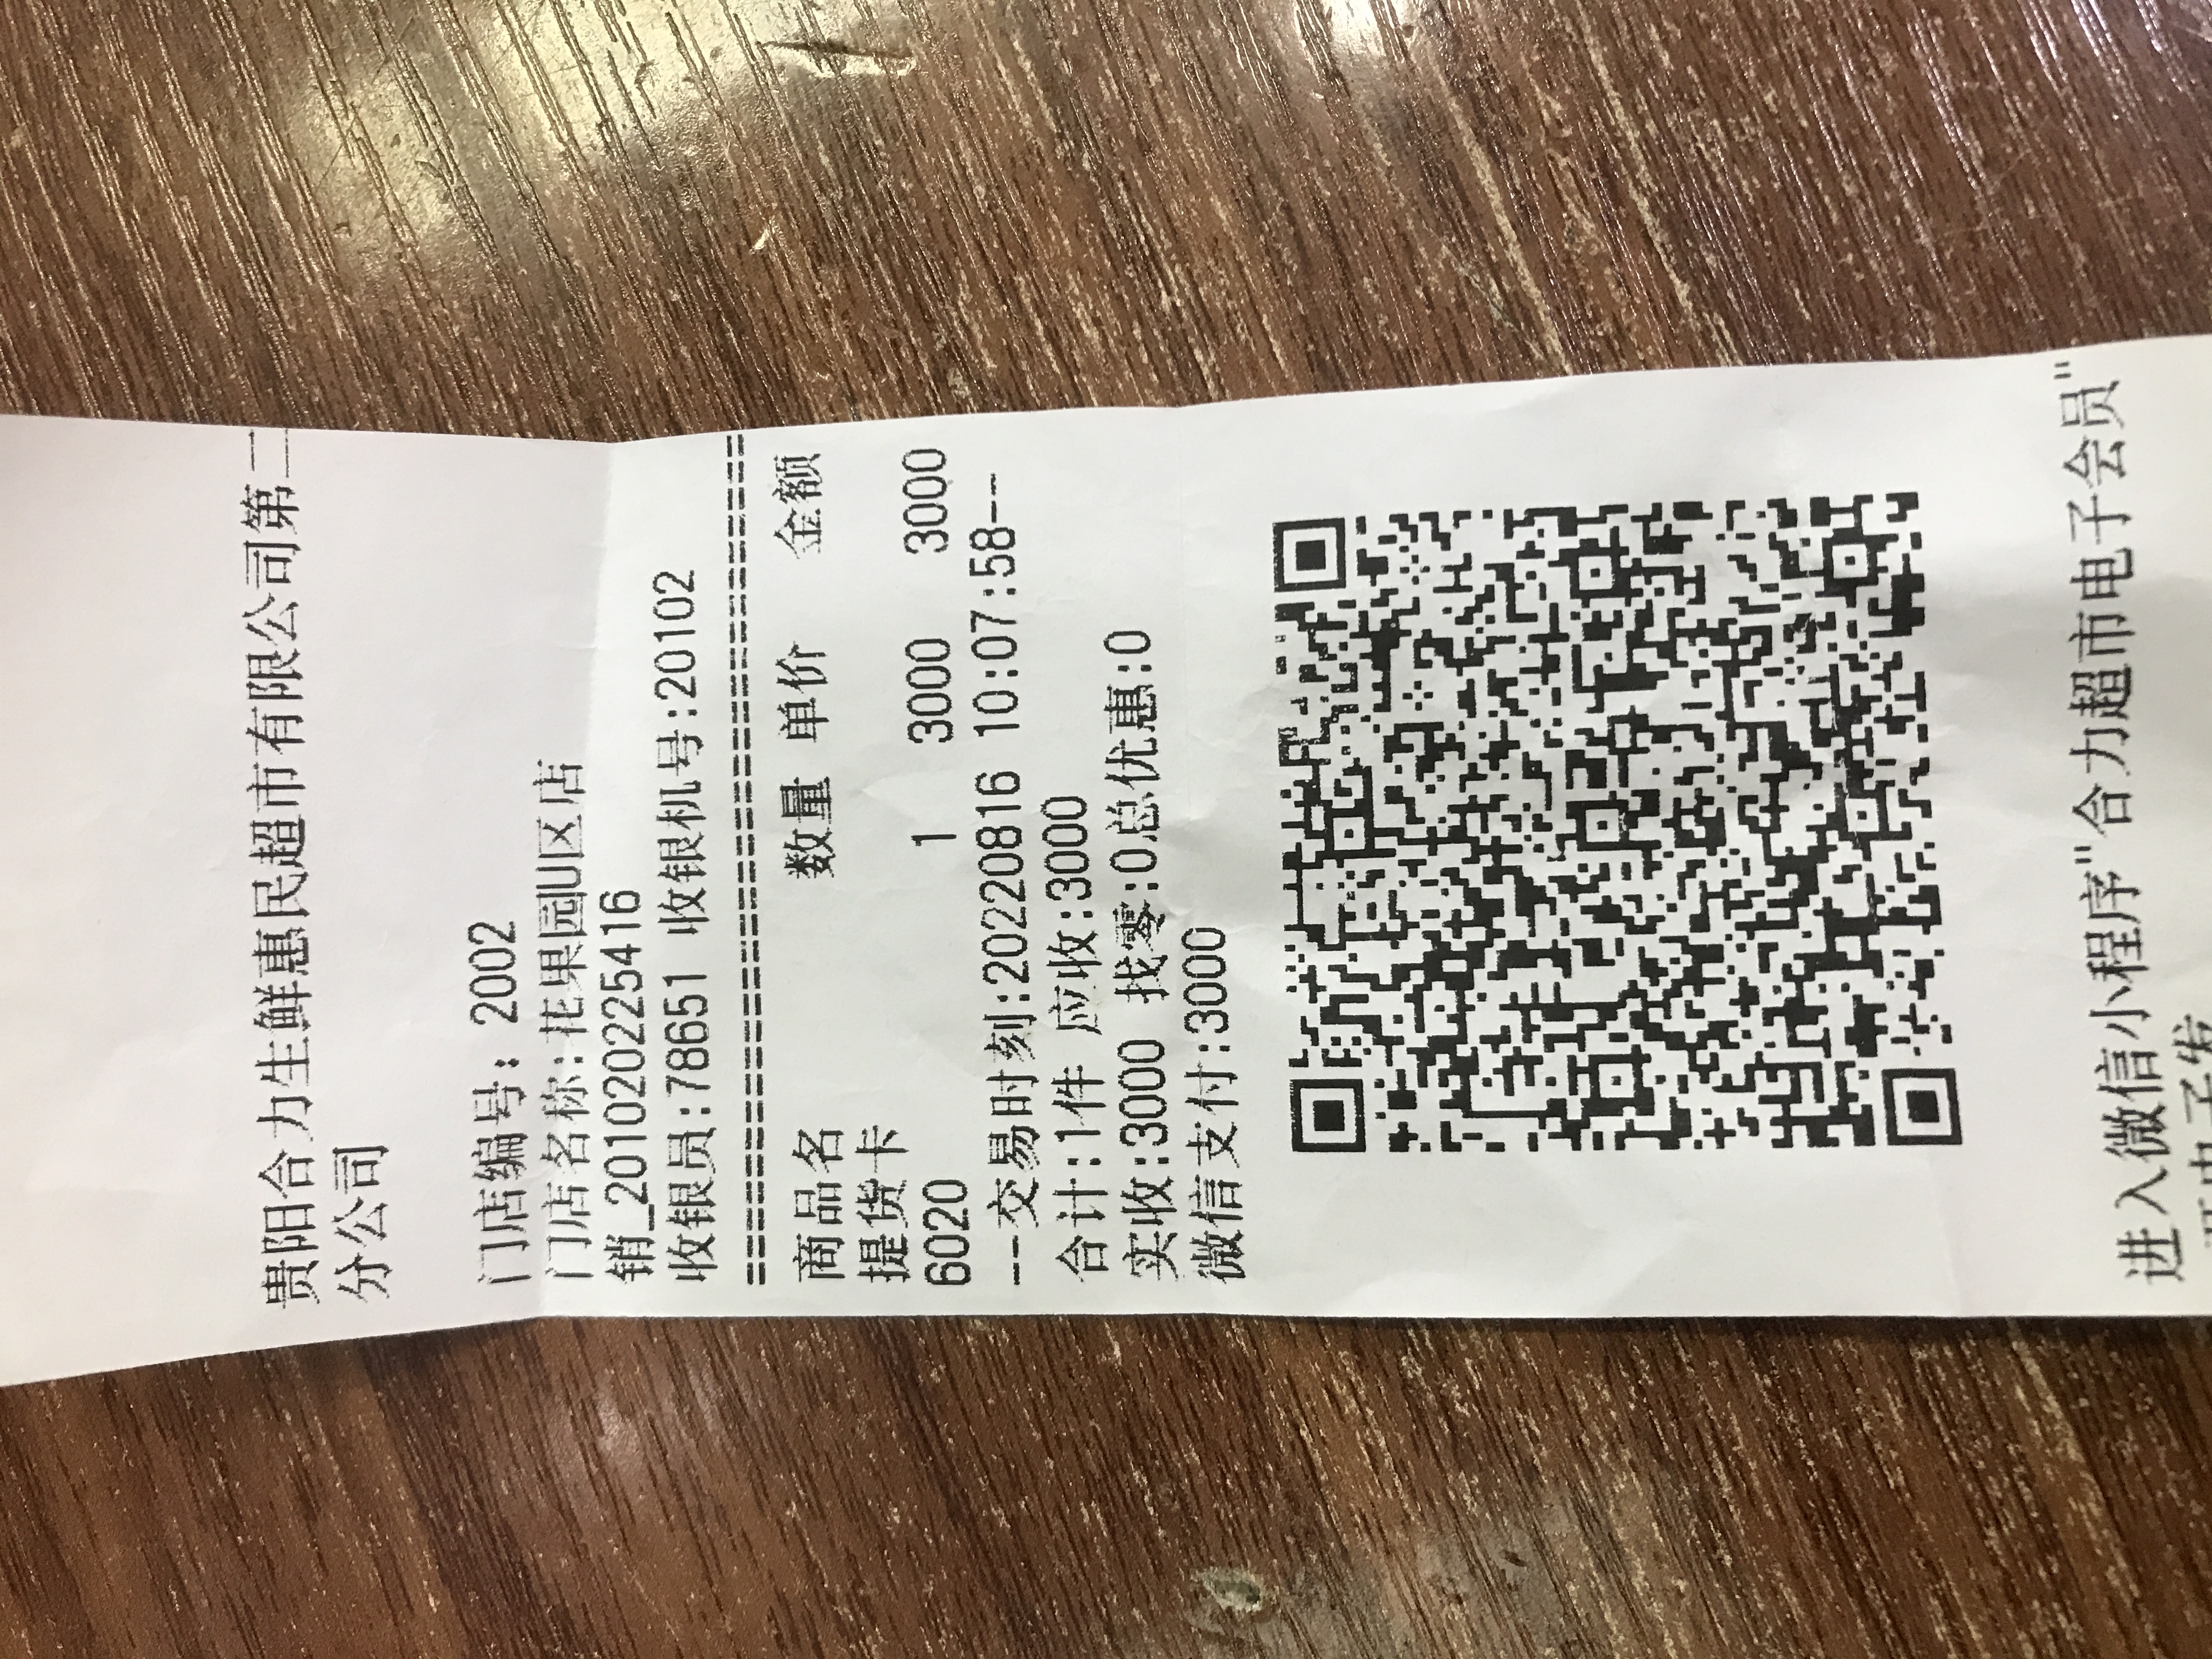 贵阳合力生鲜惠民超市有限公司第二
分公司
门店编号: 2002
门店名称:花果园U区店
销_2010202225416
收银员:78651 收银机号:20102
================================
商品名 数量 单价 金额
提货卡
6020 1 3000 3000
--交易时刻:20220816 10:07:58--
合计:1件 应收:3000
实收:3000 找零:0总优惠:0
微信支付:3000
进入微信小程序"合力超市电子会员"
电子发